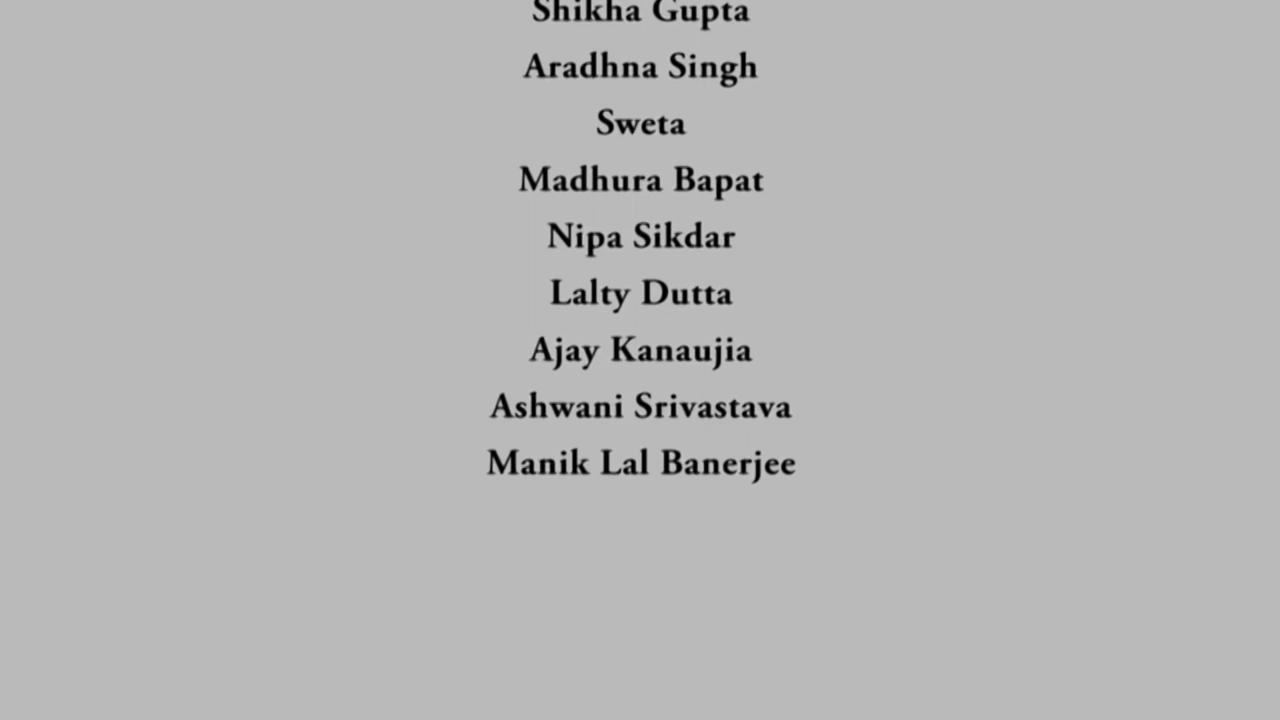 Shikha Gupta
Aradhna Singh
Sweta
Madhura Bapat
Nipa Sikdar
Lalty Dutta
Ajay Kanaujia
Ashwani Srivastava
Manik Lal Banerjee